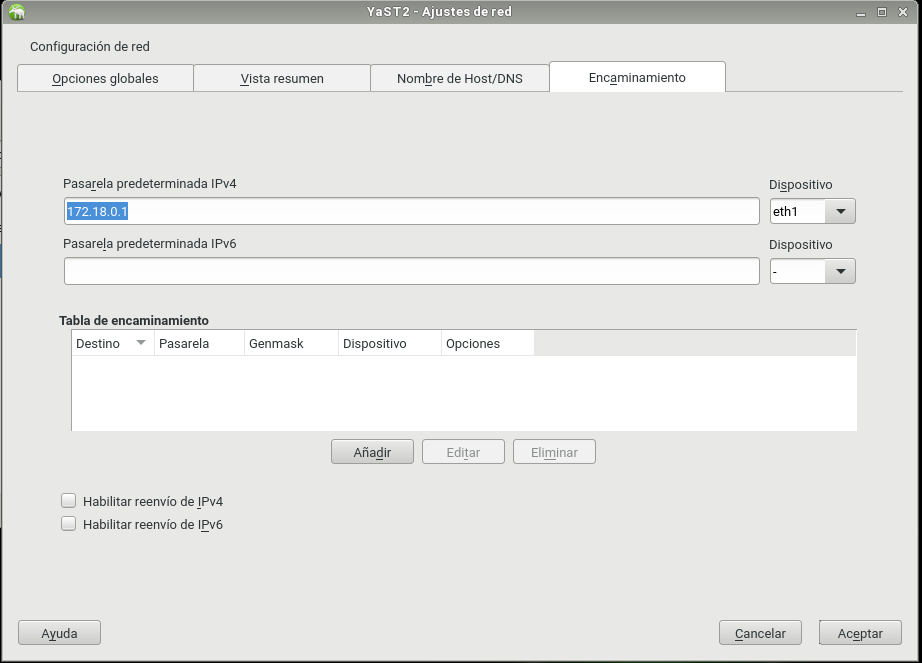 YaST2 - Ajustes de red
Configuración de red
Opciones globales Vista resumen Nombre de Host/DNS Encaminamiento
Pasarela predeterminada IPv4 Dispositivo
172.18.0.1 eth1
Pasarela predeterminada IPv6 Dispositivo
-
Tabla de encaminamiento
Destino Pasarela Genmask Dispositivo Opciones
Añadir Editar Eliminar
Habilitar reenvío de IPv4
Habilitar reenvío de IPv6
Ayuda Cancelar Aceptar